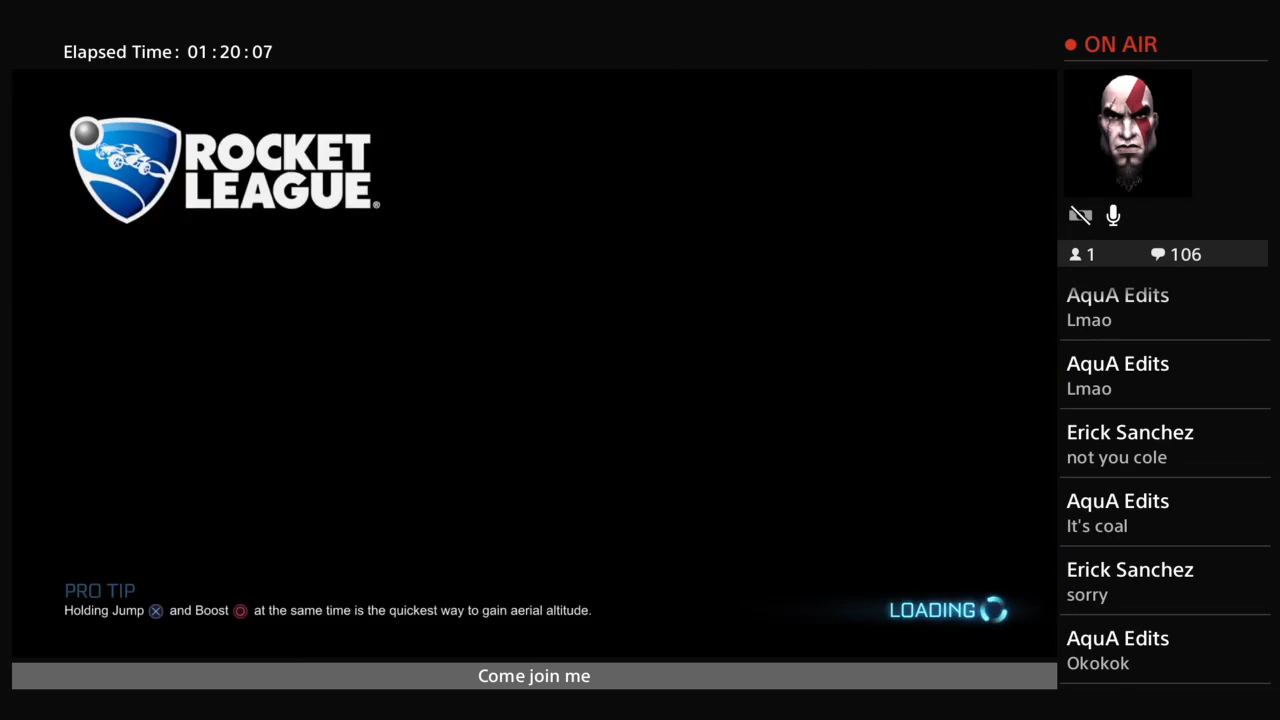 Elapsed Time: 01:20:07
ON AIR
ROCKET
LEAGUE®
1 106
AquA Edits
Lmao
AquA Edits
Lmao
Erick Sanchez
not you cole
AquA Edits
It's coal
Erick Sanchez
sorry
AquA Edits
Okokok
PRO TIP
Holding Jump and Boost at the same time is the quickest way to gain aerial altitude.
LOADING
Come join me